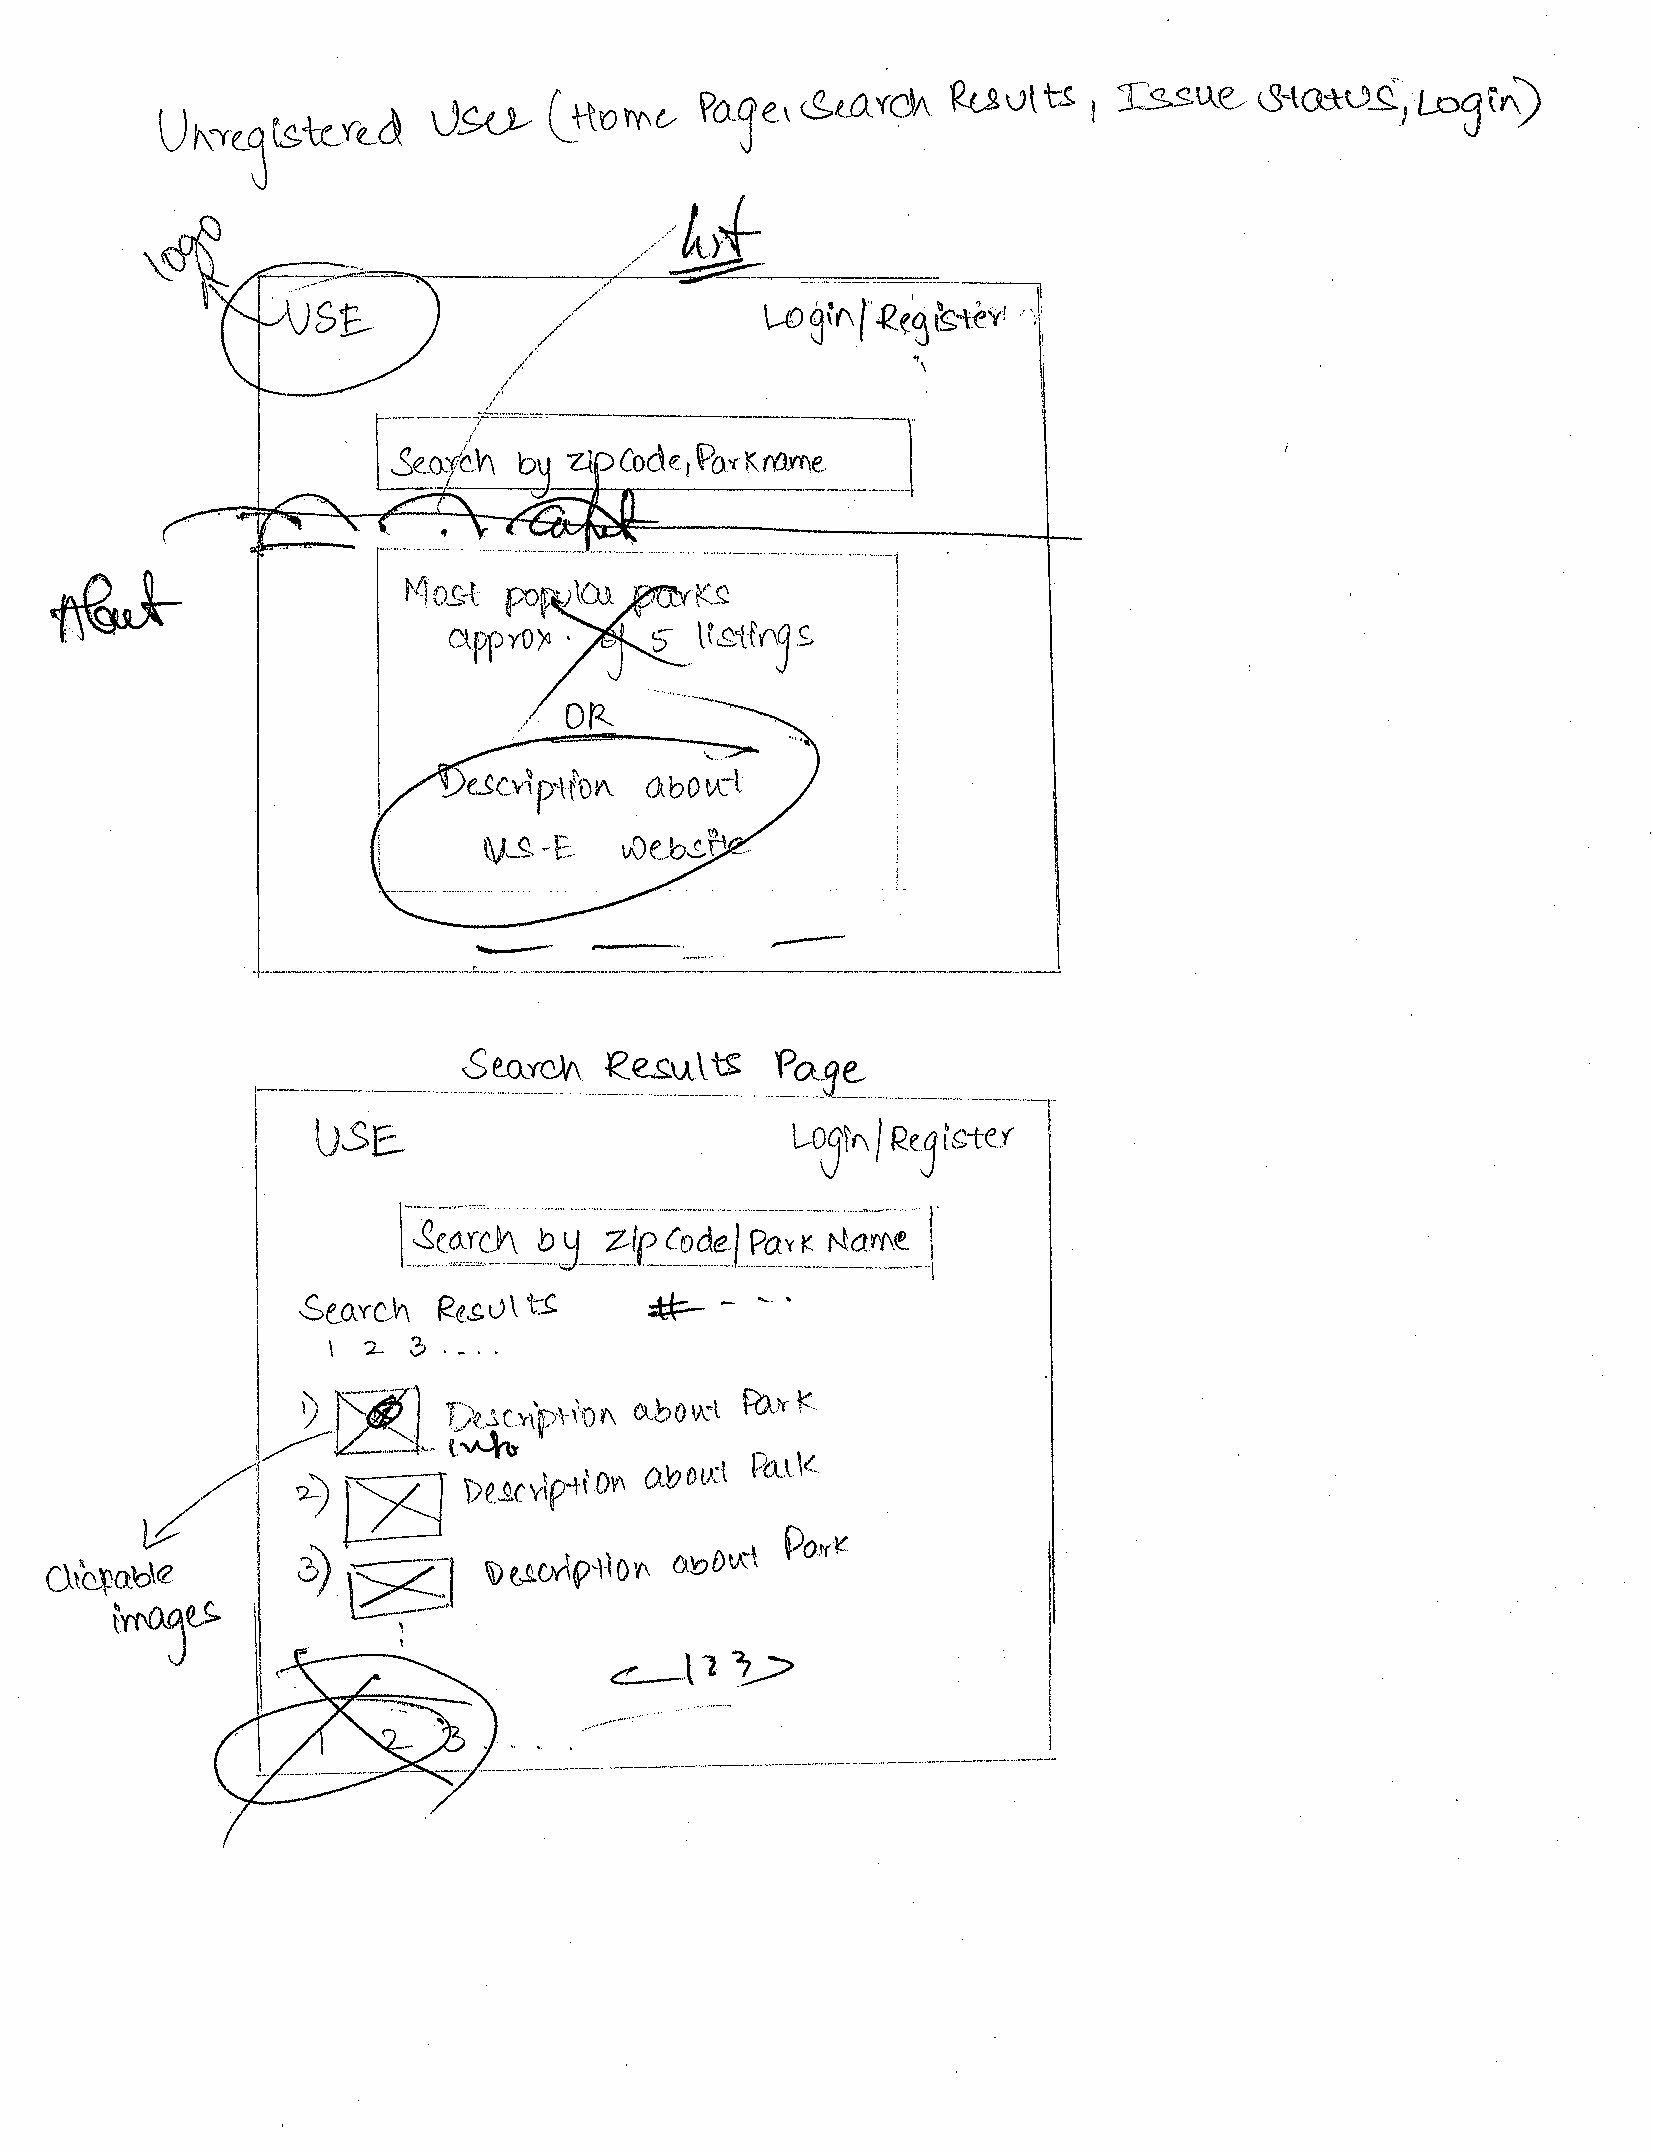 Unregistered User (Home Page, Search Results, Issue Status, Login)
logo
USE
Login/Register
Search by zipcode, Parkname
About
Most popular parks
approx. of 5 listings
OR
Description about
US-E website
Search Results Page
USE
Login/Register
Search by ZipCode/Park Name
Search Results # - - -
1 2 3 ....
1) Description about Park
info
2) Description about Park
3) Description about Park
Clickable
images
<1 2 3>
1 2 3 ....